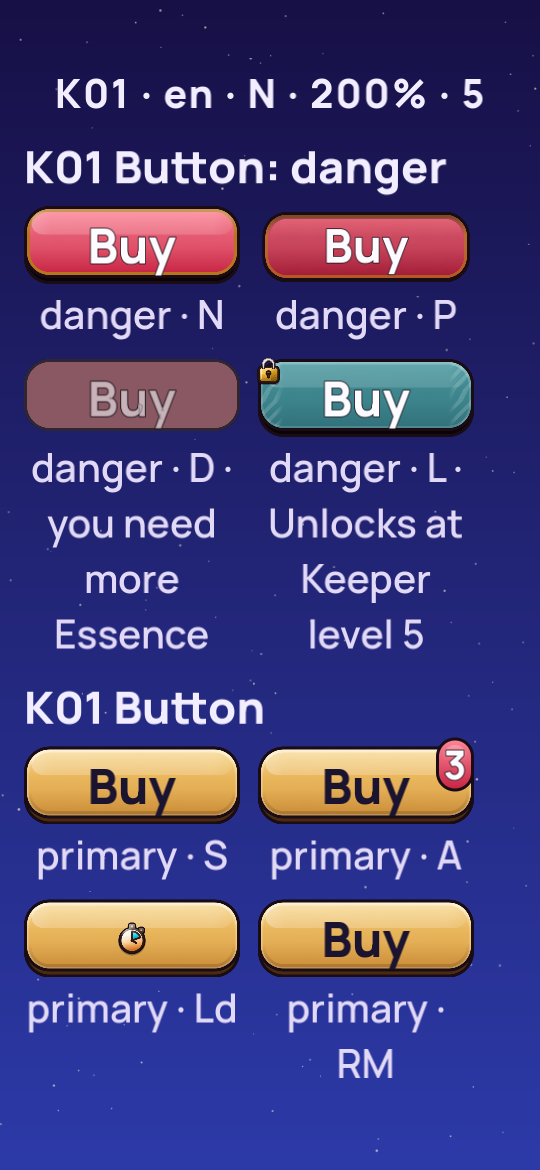 K01 · en · N · 200% · 5
K01 Button: danger
Buy
Buy
danger · N
danger · P
Buy
Buy
danger · D ·
you need
more
Essence
danger · L ·
Unlocks at
Keeper
level 5
K01 Button
Buy
Buy
3
primary · S
primary · A
Buy
primary · Ld
primary ·
RM